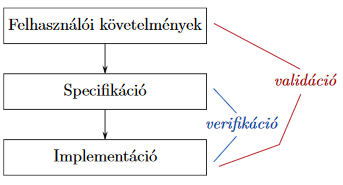 Felhasználói követelmények
validáció
Specifikáció
verifikáció
Implementáció